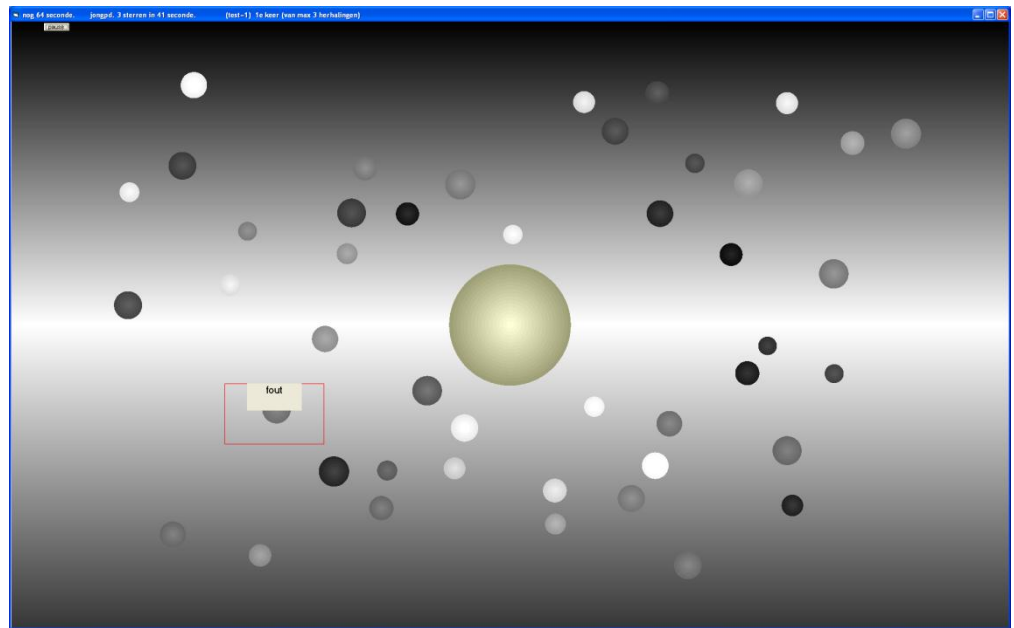 nog 64 seconde. jongpd. 3 sterren in 41 seconde. (test-1) 1e keer (van max 3 herhalingen)
pauze
fout